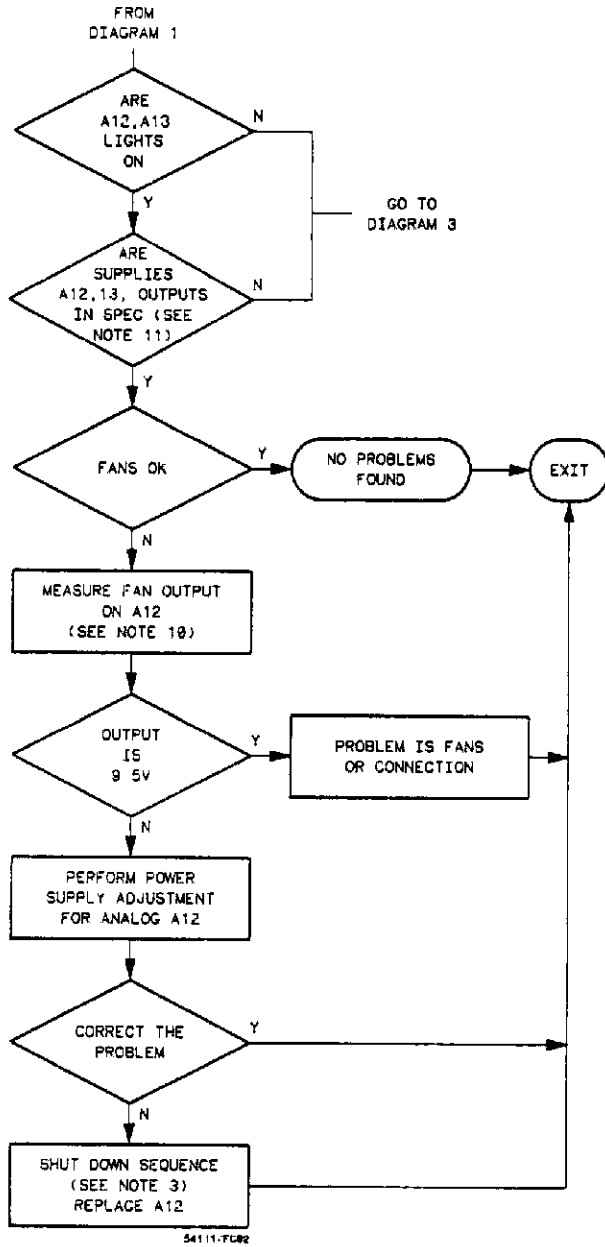 FROM
DIAGRAM 1
ARE
A12,A13
LIGHTS
ON
N
Y
GO TO
DIAGRAM 3
ARE
SUPPLIES
A12,13, OUTPUTS
IN SPEC (SEE
NOTE 11)
N
Y
FANS OK
Y
NO PROBLEMS
FOUND
EXIT
N
MEASURE FAN OUTPUT
ON A12
(SEE NOTE 10)
OUTPUT
IS
9 5V
Y
PROBLEM IS FANS
OR CONNECTION
N
PERFORM POWER
SUPPLY ADJUSTMENT
FOR ANALOG A12
CORRECT THE
PROBLEM
Y
N
SHUT DOWN SEQUENCE
(SEE NOTE 3)
REPLACE A12
54111-FC02